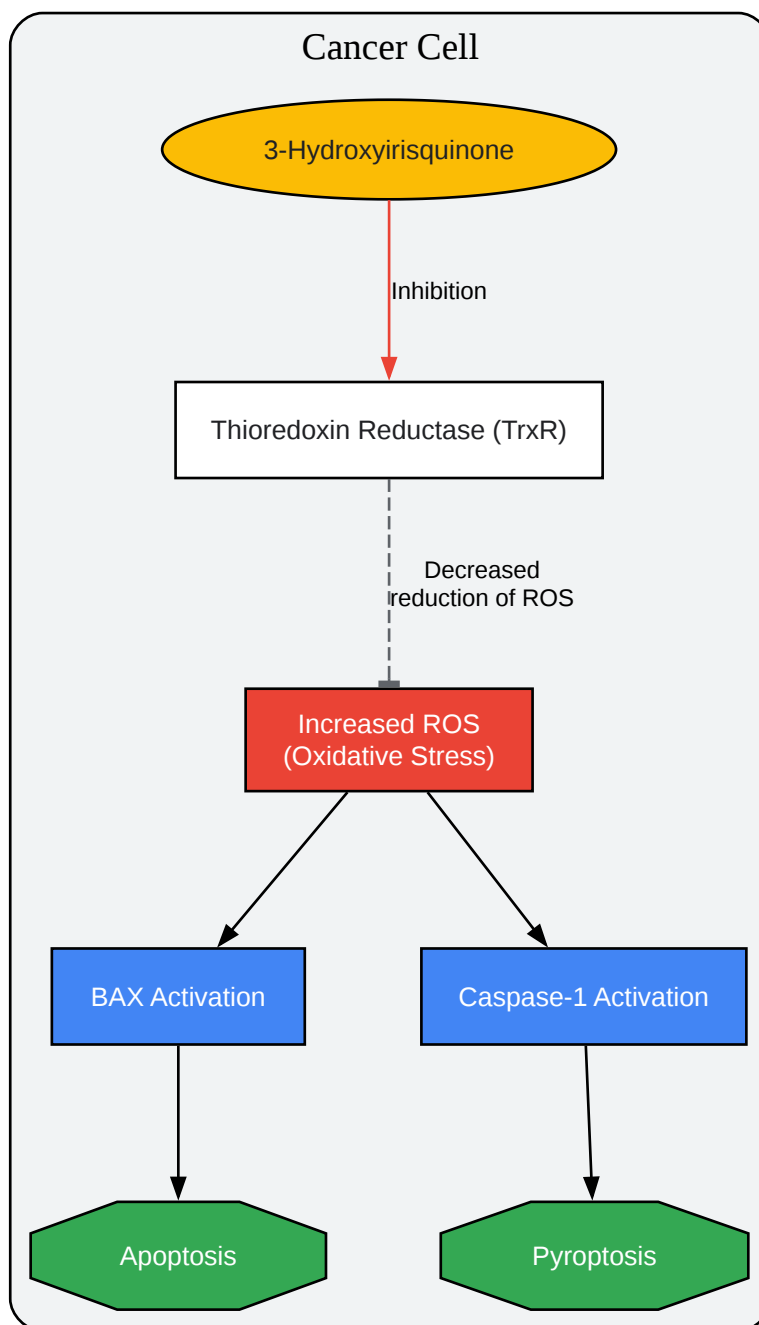 Cancer Cell
3-Hydroxyirisquinone
Inhibition
Thioredoxin Reductase (TrxR)
Decreased
reduction of ROS
Increased ROS
(Oxidative Stress)
BAX Activation
Caspase-1 Activation
Apoptosis
Pyroptosis